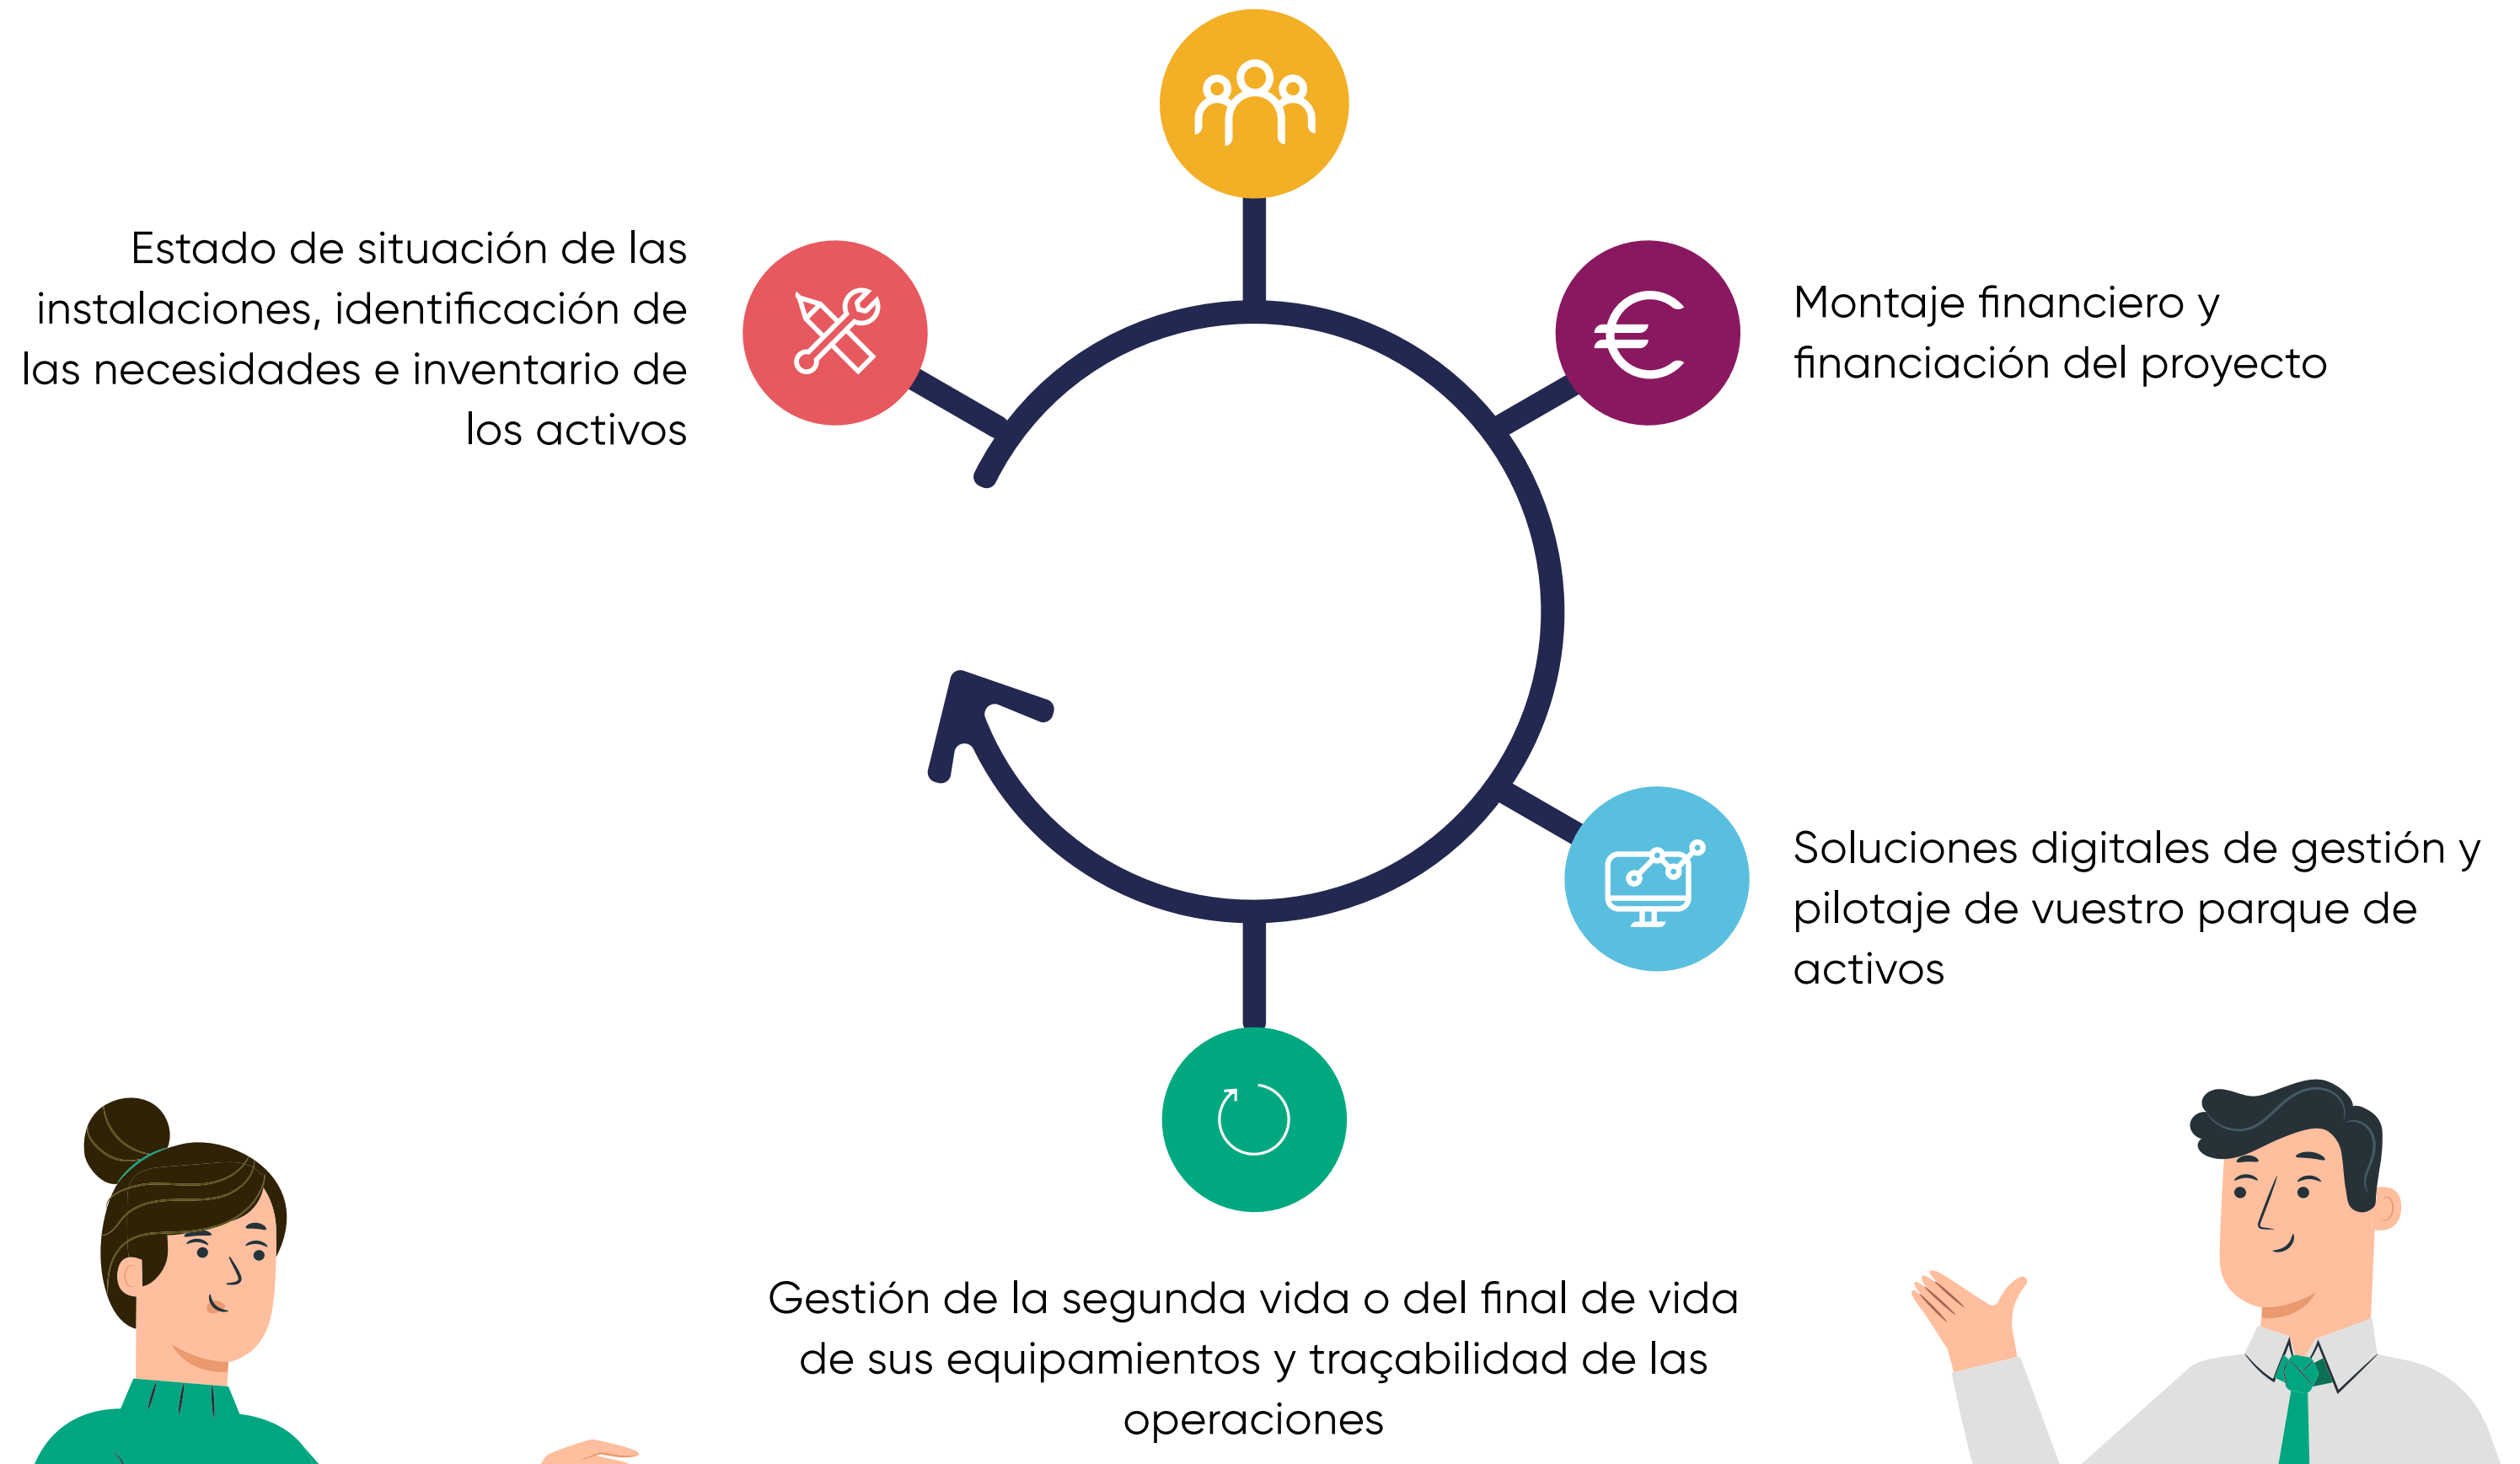 Estado de situación de las
instalaciones, identificación de
las necesidades e inventario de
los activos
Montaje financiero y
financiación del proyecto
Soluciones digitales de gestión y
pilotaje de vuestro parque de
activos
Gestión de la segunda vida o del final de vida
de sus equipamientos y traçabilidad de las
operaciones